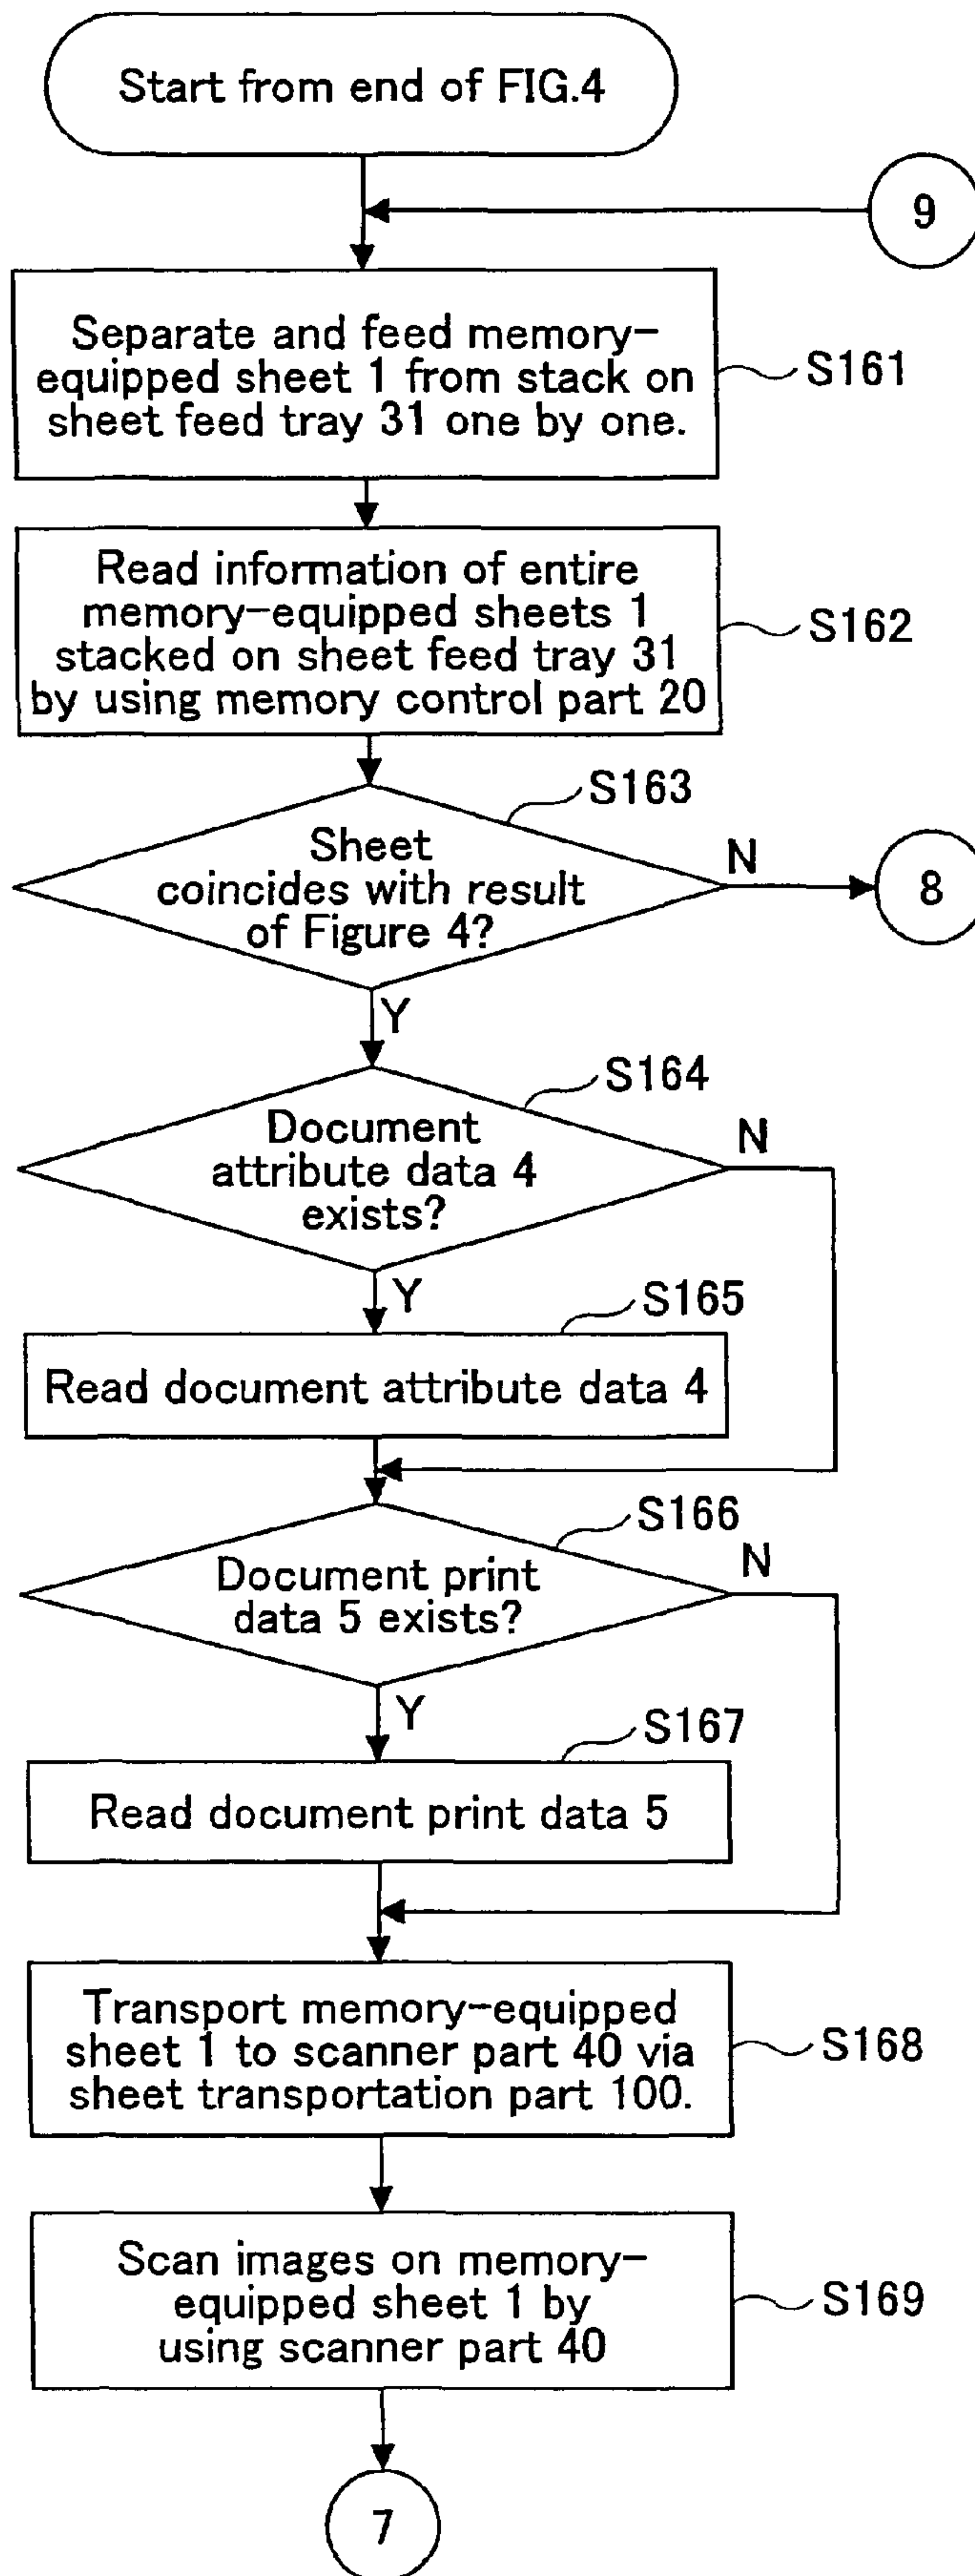 Start from end of FIG.4
9
Separate and feed memory-
equipped sheet 1 from stack on
sheet feed tray 31 one by one.
S161
Read information of entire
memory-equipped sheets 1
stacked on sheet feed tray 31
by using memory control part 20
S162
S163
Sheet
coincides with result
of Figure 4?
N
8
Y
S164
Document
attribute data 4
exists?
N
Y
S165
Read document attribute data 4
S166
Document print
data 5 exists?
N
Y
S167
Read document print data 5
Transport memory-equipped
sheet 1 to scanner part 40 via
sheet transportation part 100.
S168
Scan images on memory-
equipped sheet 1 by
using scanner part 40
S169
7